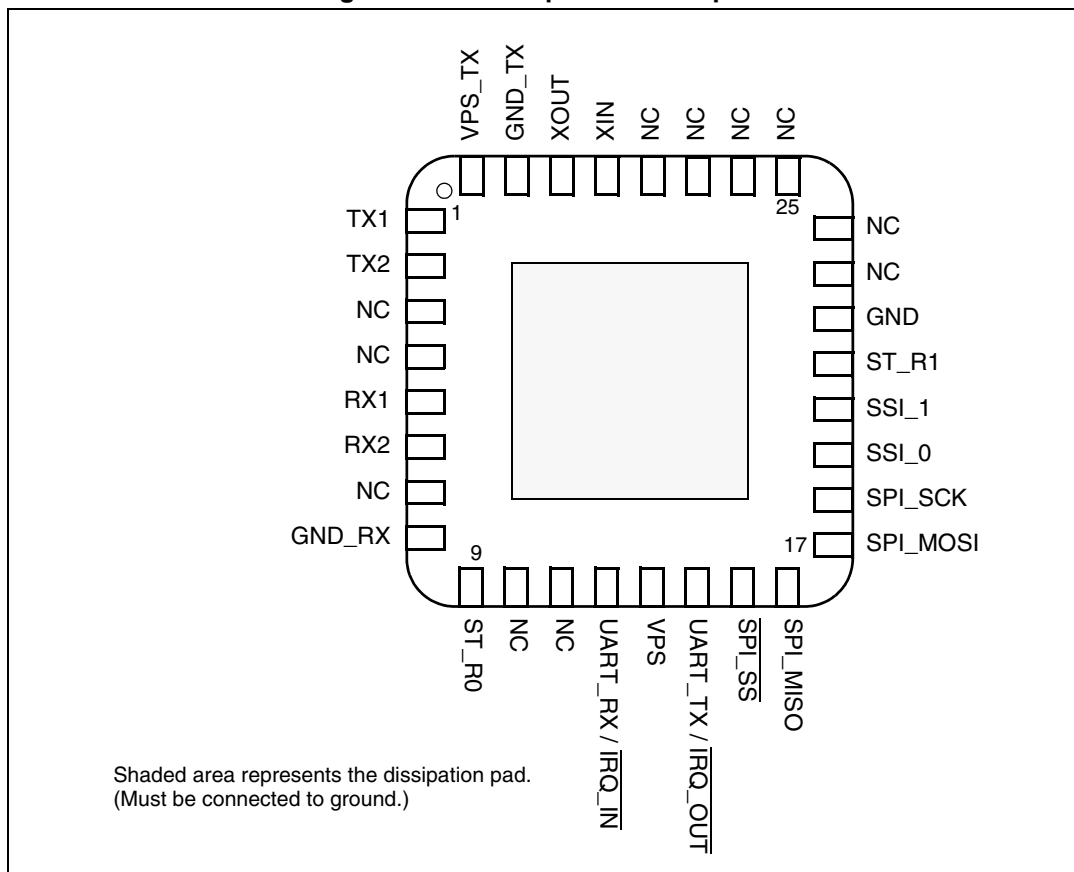 VPS_TX
GND_TX
XOUT
XIN
NC
NC
NC
NC
1
25
TX1
TX2
NC
NC
RX1
RX2
NC
GND_RX
NC
NC
GND
ST_R1
SSI_1
SSI_0
SPI_SCK
SPI_MOSI
9
17
ST_R0
NC
NC
UART_RX / IRQ_IN
VPS
UART_TX / IRQ_OUT
SPI_SS
SPI_MISO
Shaded area represents the dissipation pad.
(Must be connected to ground.)